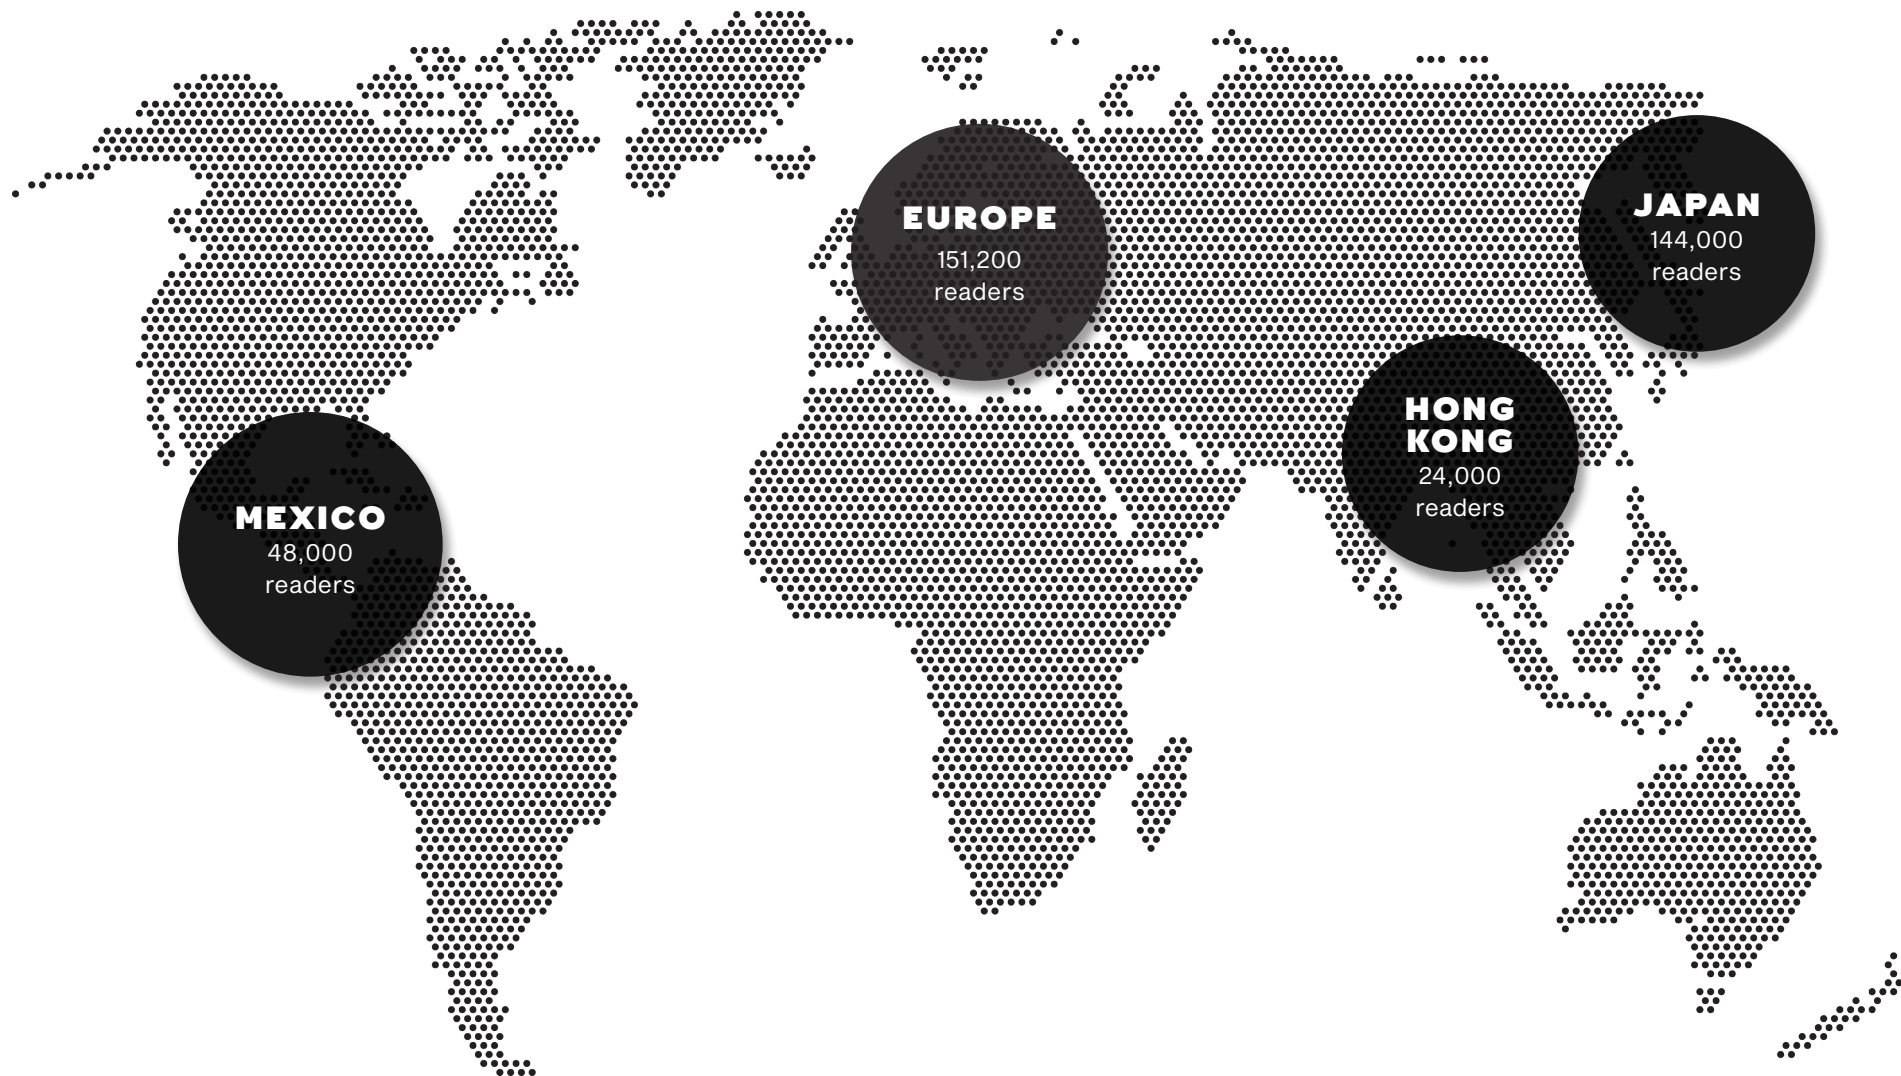 EUROPE
151,200
readers
JAPAN
144,000
readers
HONG
KONG
24,000
readers
MEXICO
48,000
readers